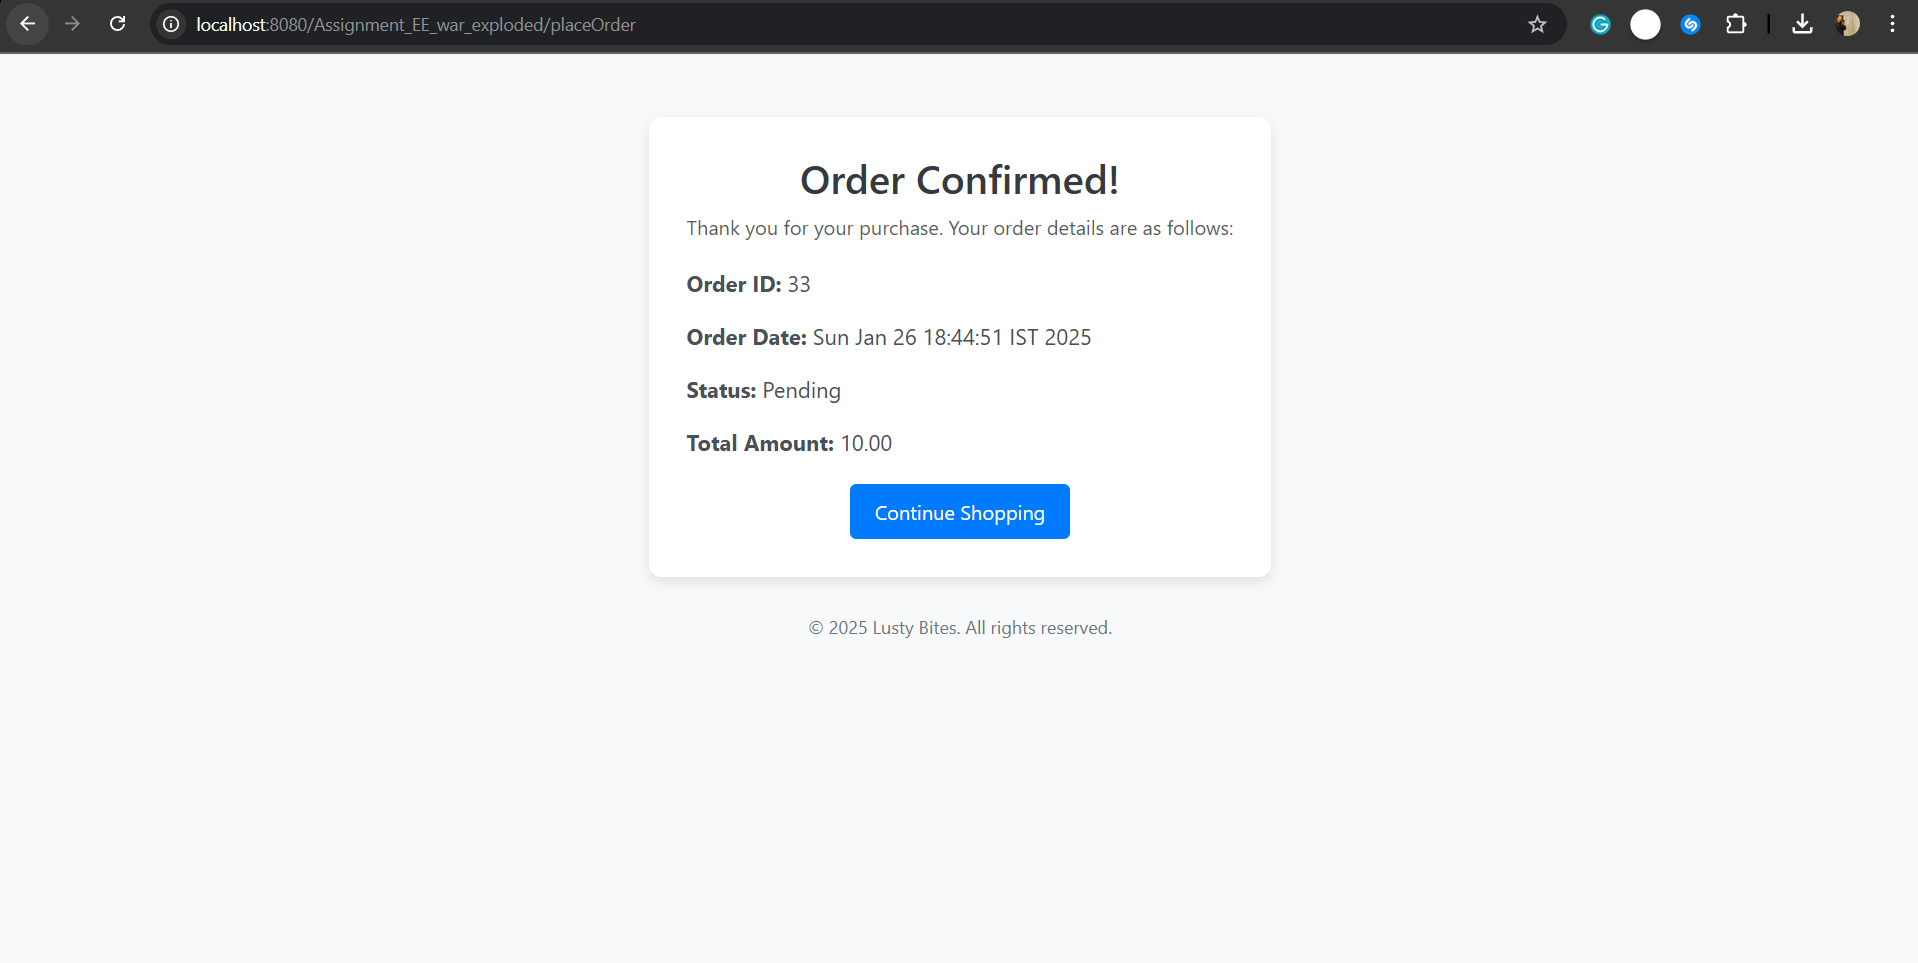 localhost:8080/Assignment_EE_war_exploded/placeOrder
Order Confirmed!
Thank you for your purchase. Your order details are as follows:
Order ID: 33
Order Date: Sun Jan 26 18:44:51 IST 2025
Status: Pending
Total Amount: 10.00
Continue Shopping
© 2025 Lusty Bites. All rights reserved.